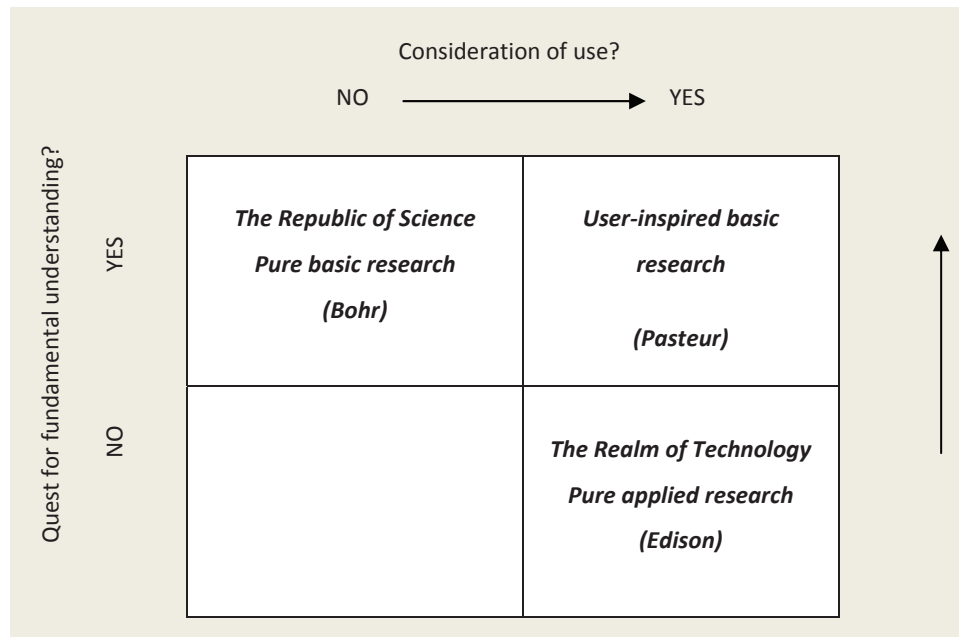 Consideration of use?
NO YES
Quest for fundamental understanding?
YES
The Republic of Science
Pure basic research
(Bohr)
User-inspired basic
research
(Pasteur)
NO
The Realm of Technology
Pure applied research
(Edison)